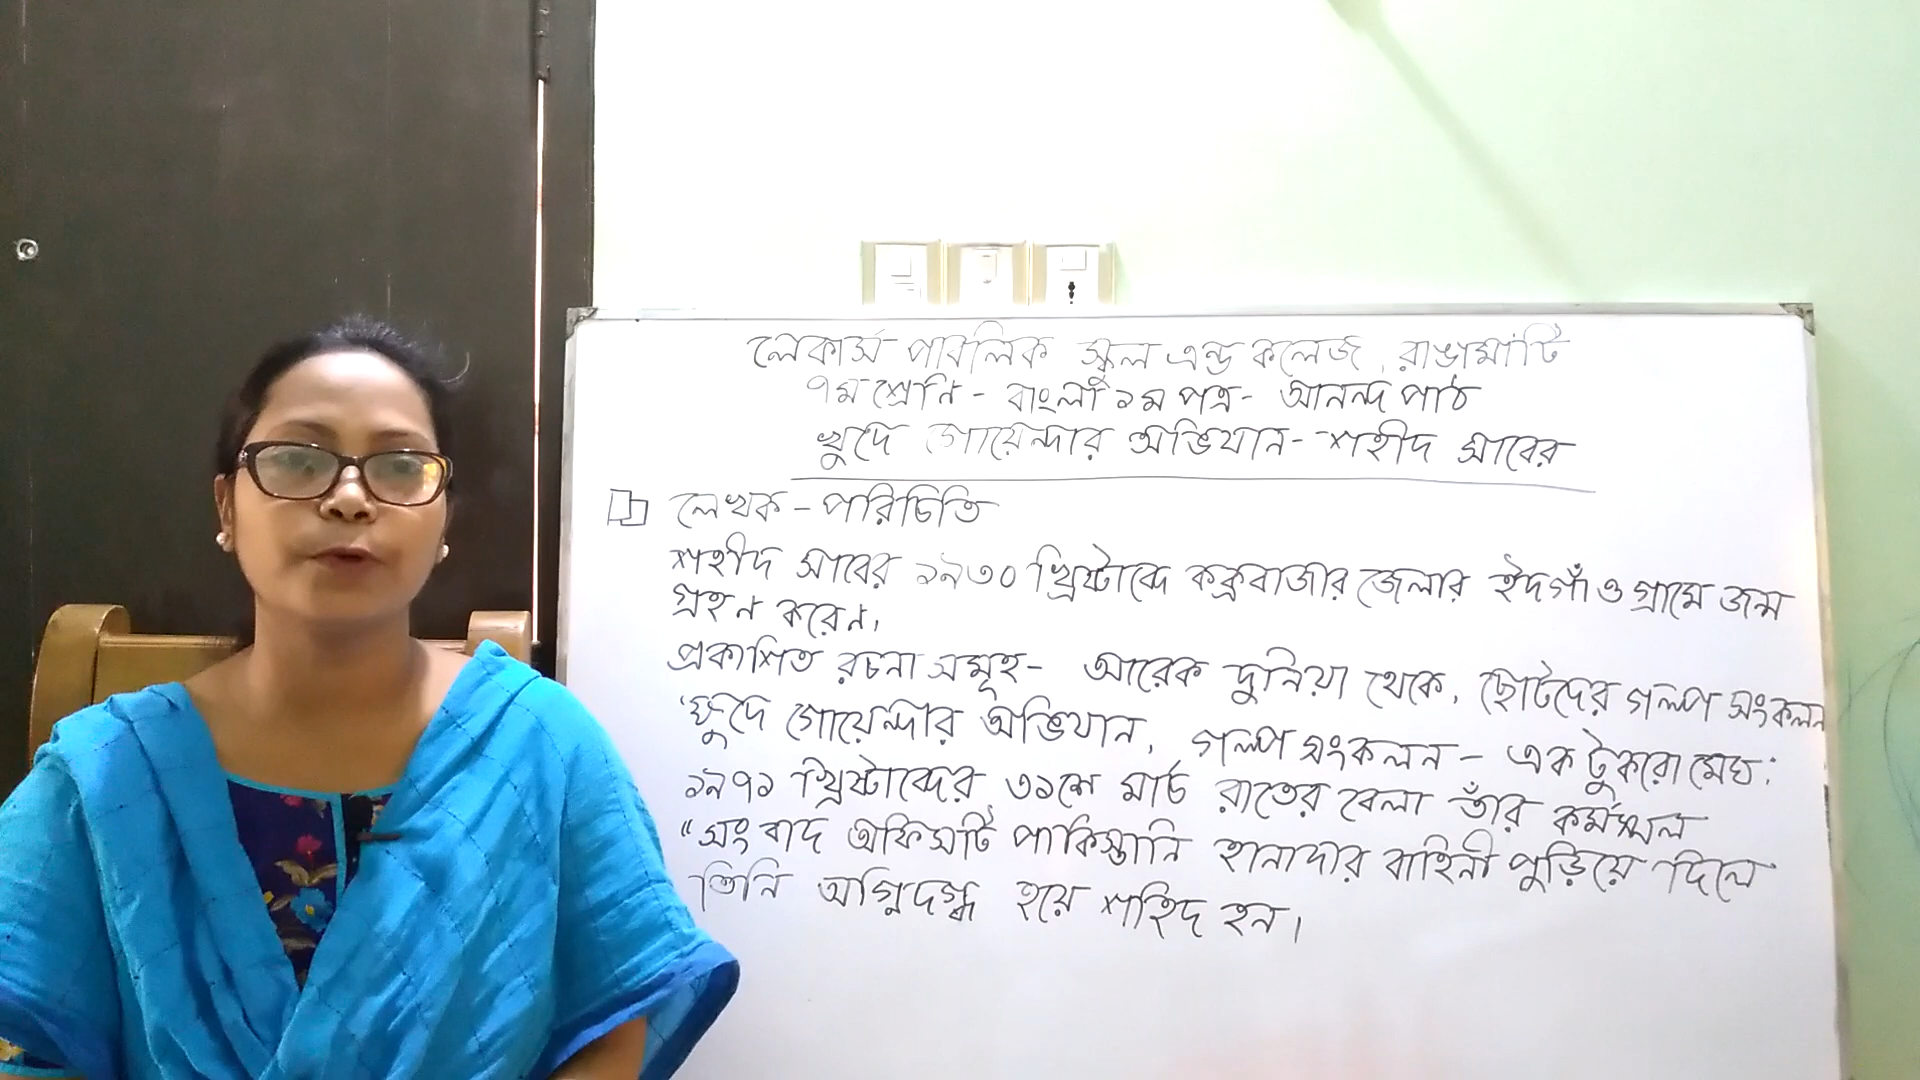 লেকার্স পাবলিক স্কুল এন্ড কলেজ, রাঙামাটি
৭ম শ্রেণি - বাংলা ১ম পত্র - আনন্দ পাঠ
খুদে গোয়েন্দার অভিযান - শহীদ সাবের
লেখক - পরিচিতি
শহীদ সাবের ১৯৩০ খ্রিষ্টাব্দে কক্সবাজার জেলার ঈদগাঁও গ্রামে জন্ম
গ্রহণ করেন।
প্রকাশিত রচনা সমূহ - আরেক দুনিয়া থেকে, ছোটদের গল্প সংকলন
'ক্ষুদে গোয়েন্দার অভিযান, গল্প সংকলন - এক টুকরো মেঘ;
১৯৭১ খ্রিষ্টাব্দের ৩১শে মার্চ রাতের বেলা তাঁর কর্মস্থল
"সংবাদ অফিসটি পাকিস্তানি হানাদার বাহিনী পুড়িয়ে দিলে
তিনি অগ্নিদগ্ধ হয়ে শহিদ হন।